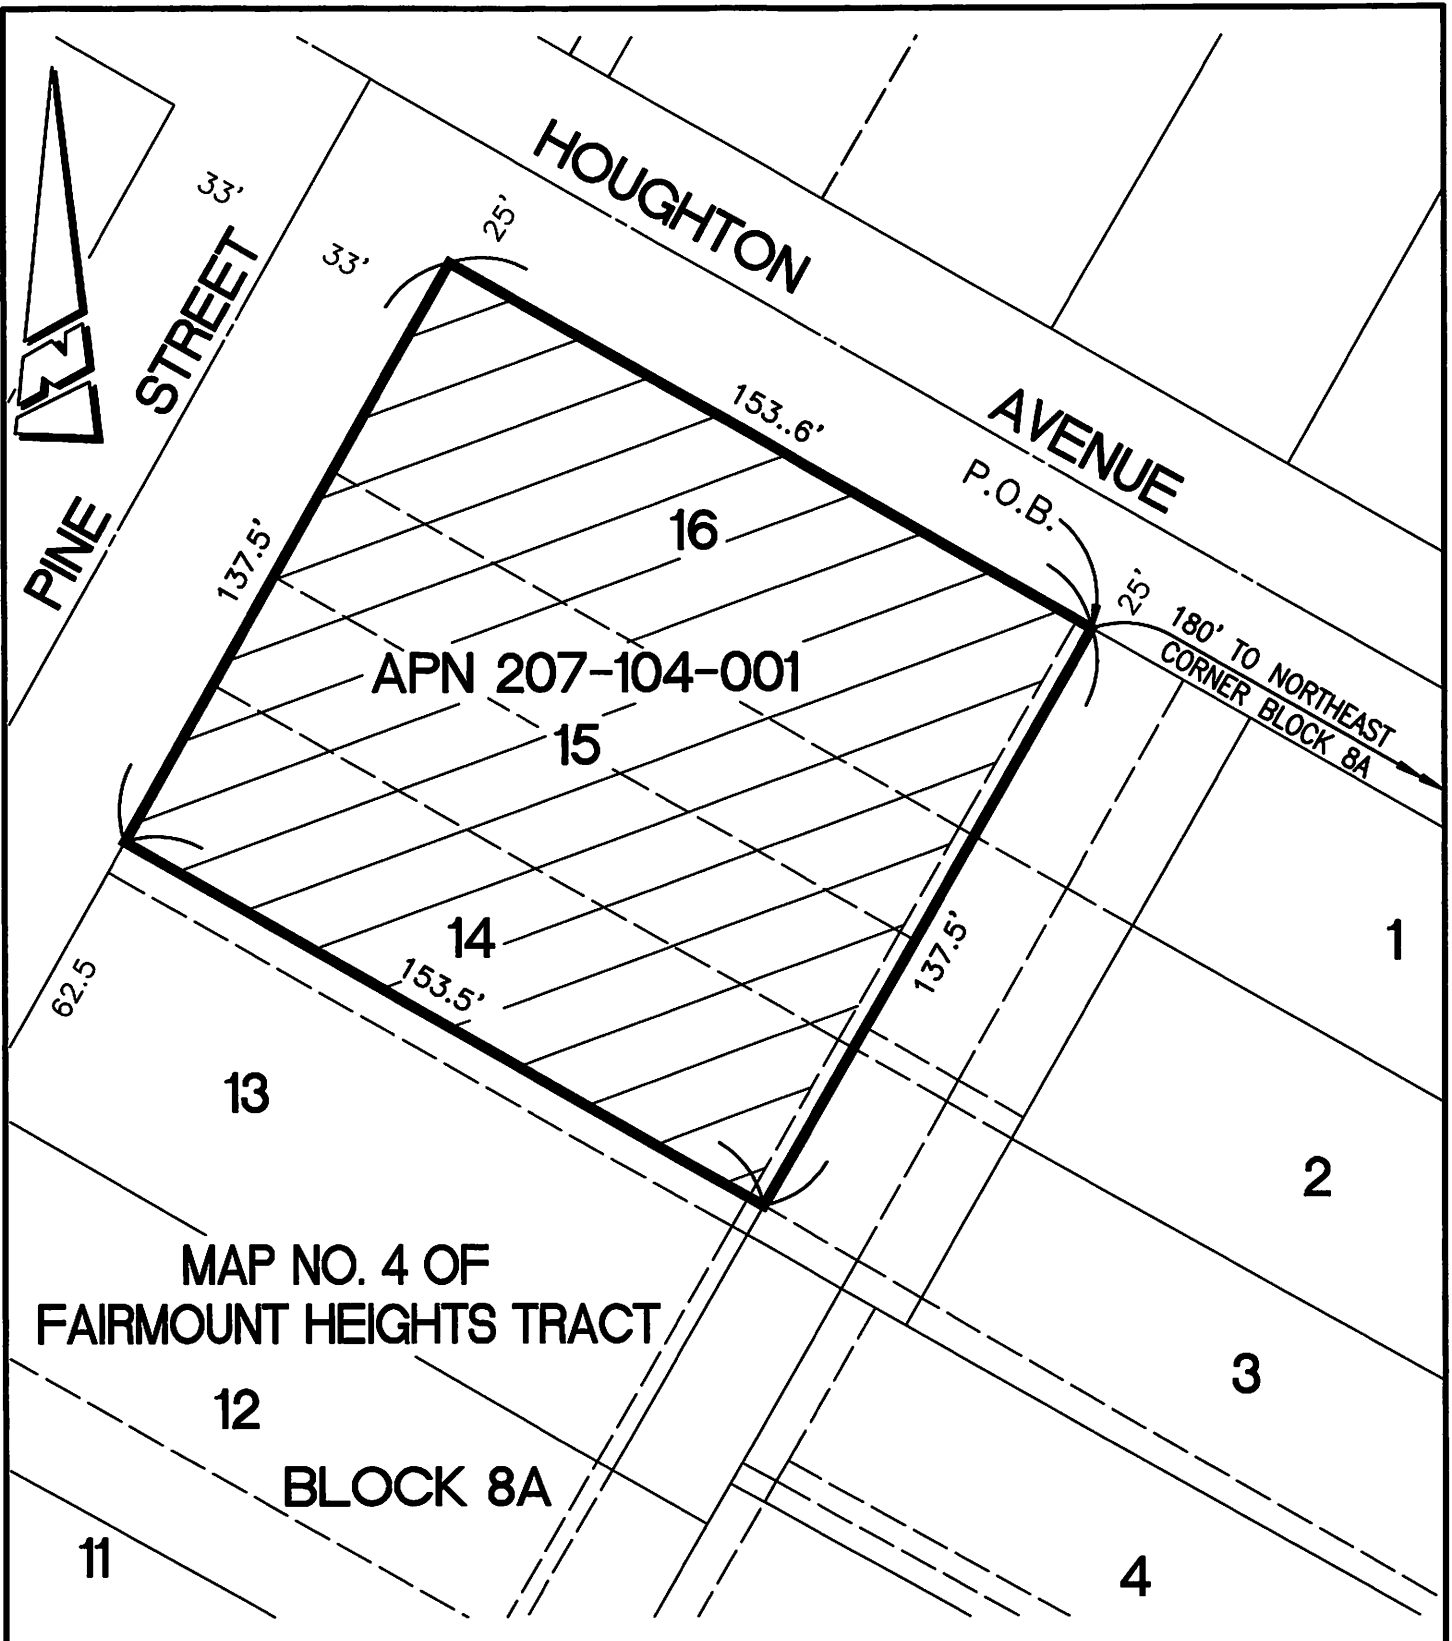 HOUGHTON AVENUE
33'
25'
33'
PINE STREET
153..6'
P.O.B.
25'
180' TO NORTHEAST
CORNER BLOCK 8A
16
137.5'
APN 207-104-001
15
14
153.5'
137.5'
1
62.5
13
2
MAP NO. 4 OF
FAIRMOUNT HEIGHTS TRACT
3
12
BLOCK 8A
11
4
N